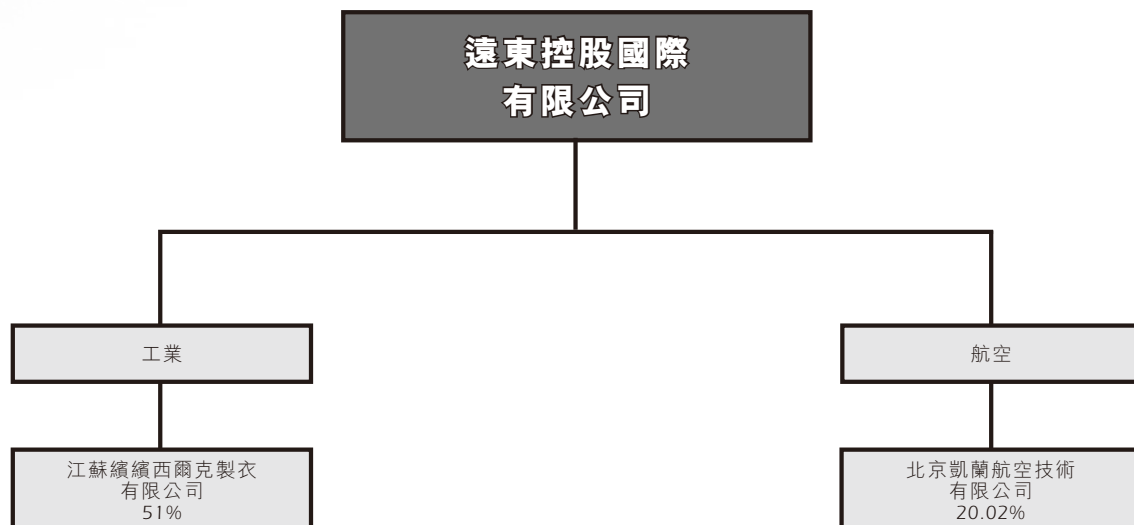 遠東控股國際
有限公司
工業
航空
江蘇繽繽西爾克製衣
有限公司
51%
北京凱蘭航空技術
有限公司
20.02%